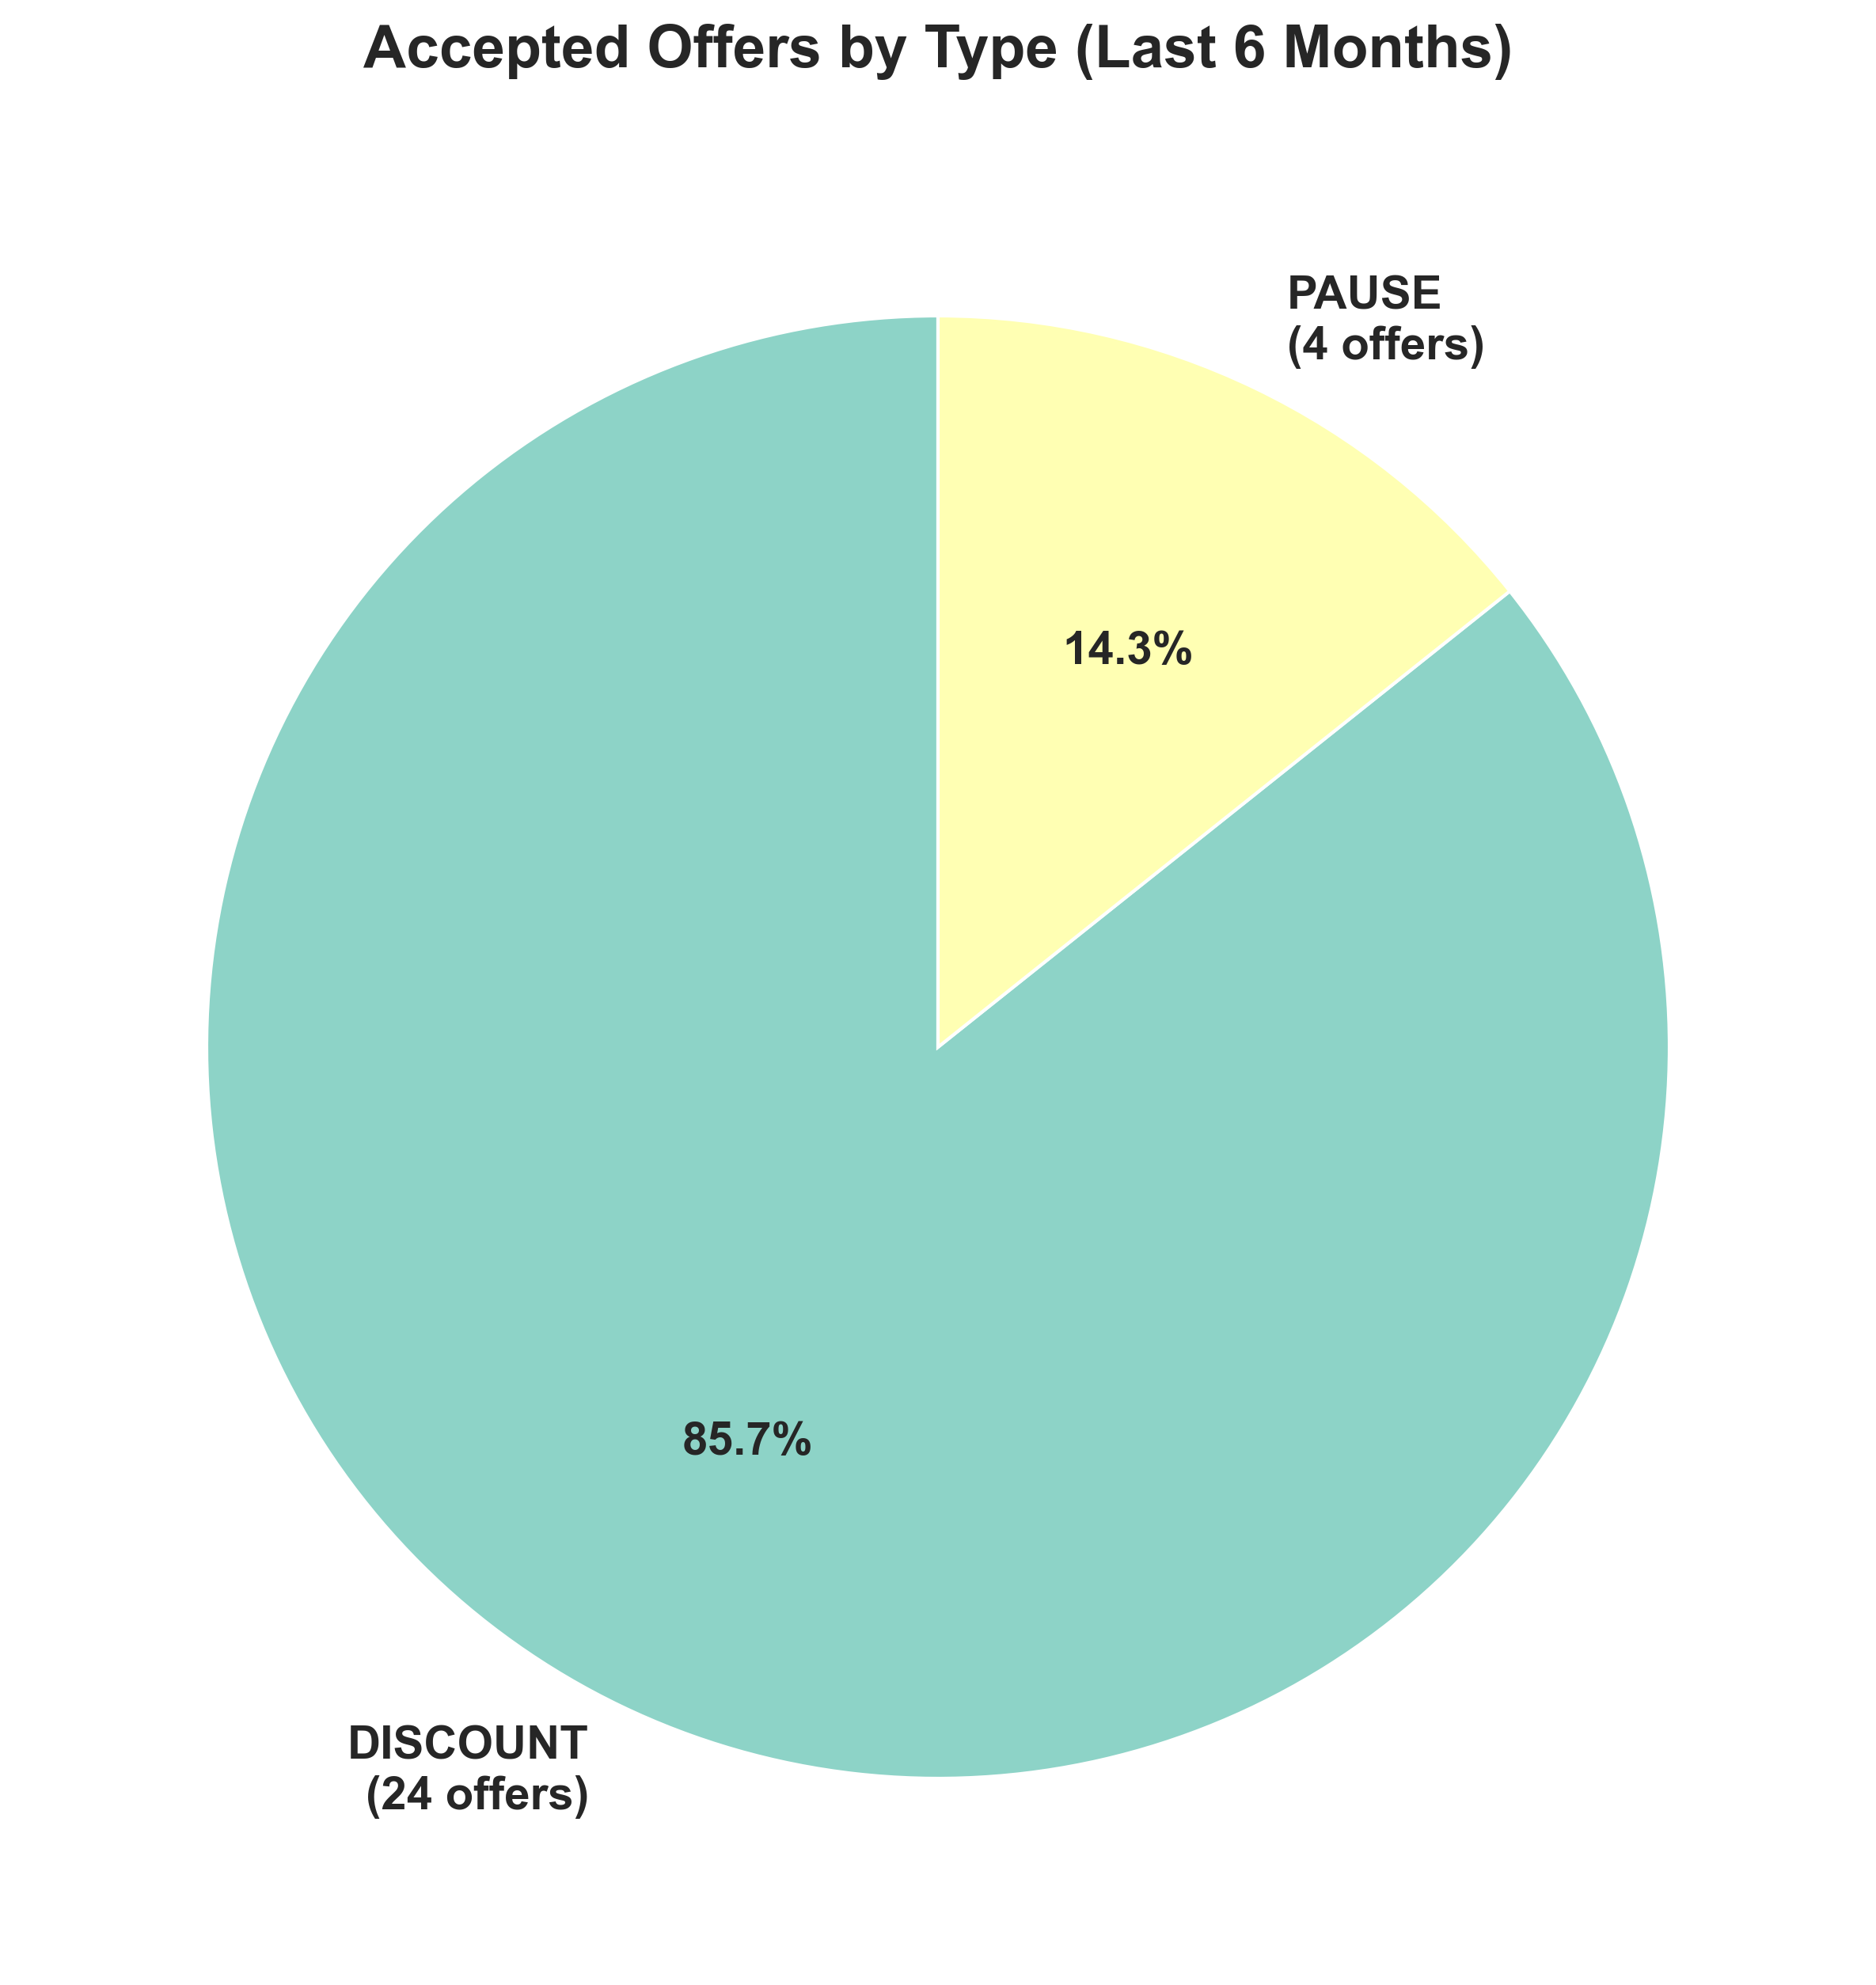 Accepted Offers by Type (Last 6 Months)
PAUSE
(4 offers)
14.3%
85.7%
DISCOUNT
(24 offers)